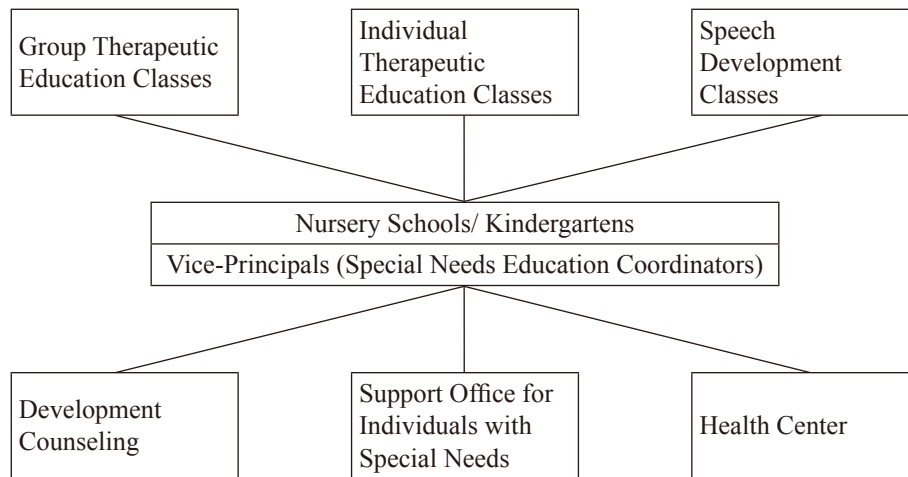 Group Therapeutic
Education Classes
Individual
Therapeutic
Education Classes
Speech
Development
Classes
Nursery Schools/ Kindergartens
Vice-Principals (Special Needs Education Coordinators)
Development
Counseling
Support Office for
Individuals with
Special Needs
Health Center